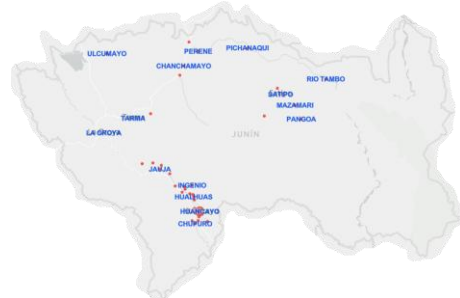 PICHANAQUI
PERENE
ULCUMAYO
CHANCHAMAYO
RIO TAMBO
SATIPO
MAZAMARI
TARMA
PANGOA
LA OROYA
JUNÍN
JAUJA
INGENIO
HUALHUAS
HUANCAYO
CHUPURO